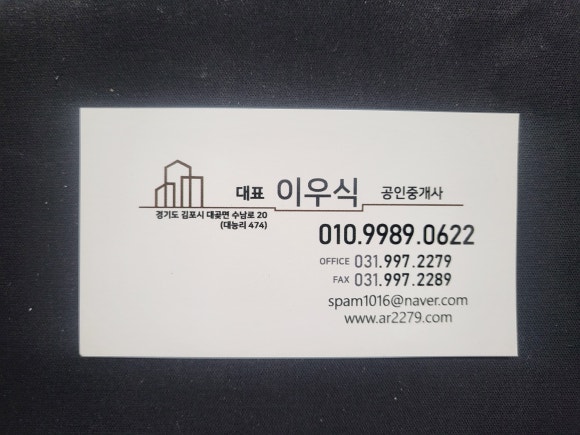 대표 이우식 공인중개사
경기도 김포시 대곶면 수남로 20
(대능리 474)
010.9989.0622
OFFICE 031.997.2279
FAX 031.997.2289
spam1016@naver.com
www.ar2279.com